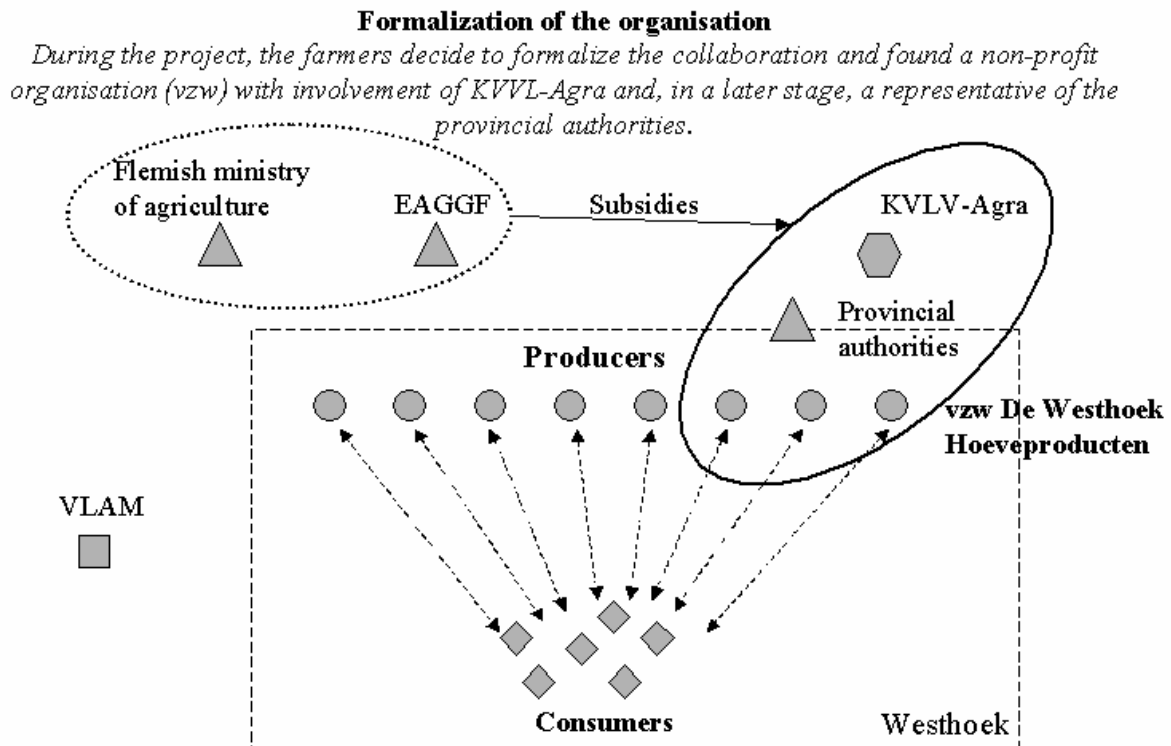 Formalization of the organisation
During the project, the farmers decide to formalize the collaboration and found a non-profit
organisation (vzw) with involvement of KVVL-Agra and, in a later stage, a representative of the
provincial authorities.
Flemish ministry
of agriculture
EAGGF
Subsidies
KVLV-Agra
Provincial
authorities
Producers
vzw De Westhoek
Hoeveproducten
VLAM
Consumers
Westhoek